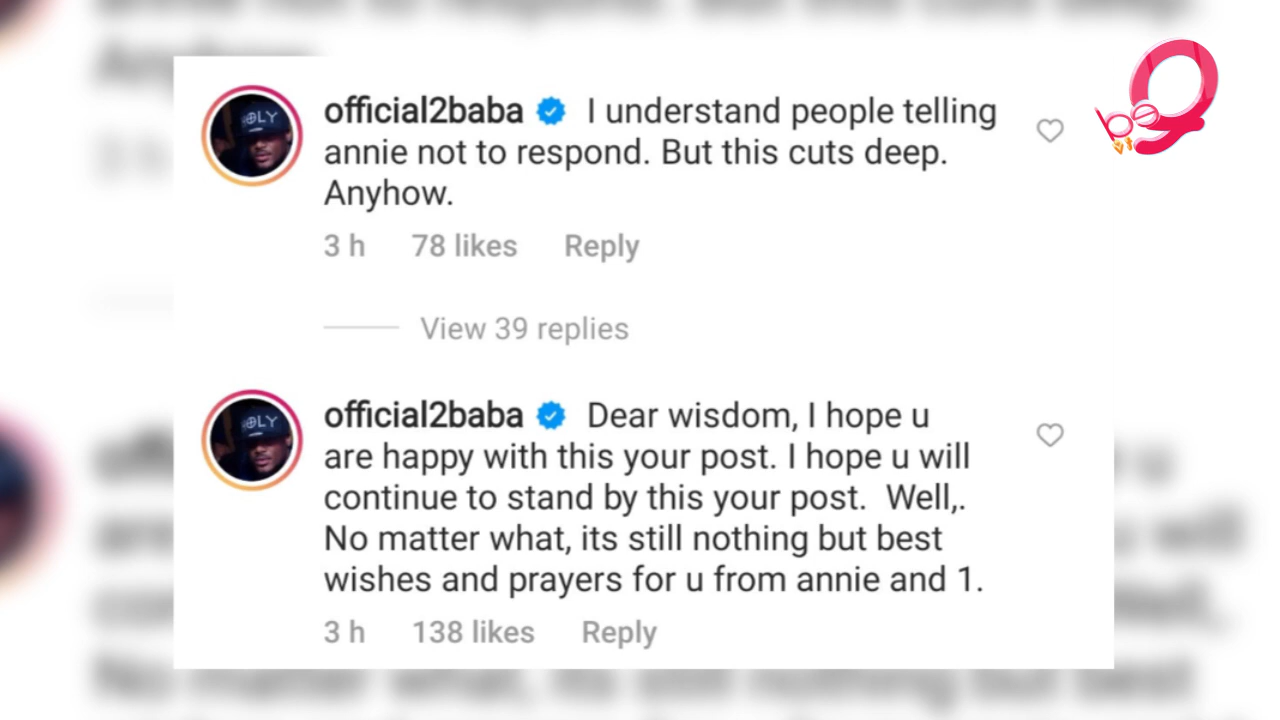 official2baba I understand people telling
annie not to respond. But this cuts deep.
Anyhow.
3 h 78 likes Reply
View 39 replies
official2baba Dear wisdom, I hope u
are happy with this your post. I hope u will
continue to stand by this your post. Well,.
No matter what, its still nothing but best
wishes and prayers for u from annie and 1.
3 h 138 likes Reply